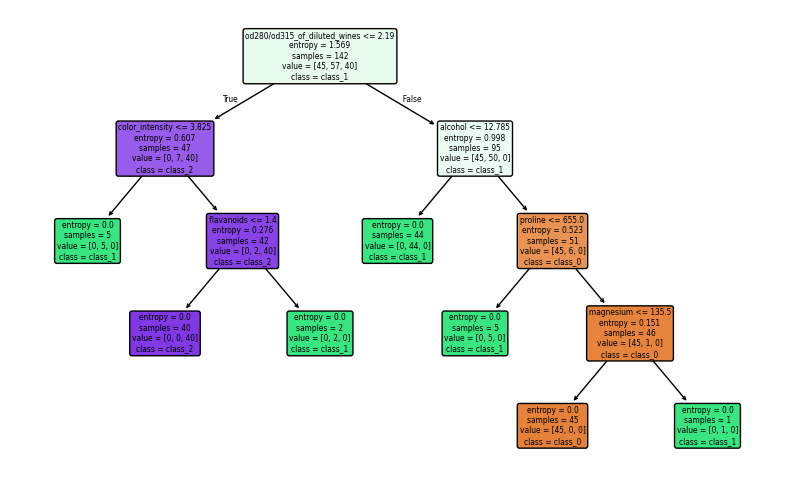 od280/od315_of_diluted_wines <= 2.19
entropy = 1.569
samples = 142
value = [45, 57, 40]
class = class_1
True
False
color_intensity <= 3.825
entropy = 0.607
samples = 47
value = [0, 7, 40]
class = class_2
alcohol <= 12.785
entropy = 0.998
samples = 95
value = [45, 50, 0]
class = class_1
entropy = 0.0
samples = 5
value = [0, 5, 0]
class = class_1
flavanoids <= 1.4
entropy = 0.276
samples = 42
value = [0, 2, 40]
class = class_2
entropy = 0.0
samples = 44
value = [0, 44, 0]
class = class_1
proline <= 655.0
entropy = 0.523
samples = 51
value = [45, 6, 0]
class = class_0
entropy = 0.0
samples = 40
value = [0, 0, 40]
class = class_2
entropy = 0.0
samples = 2
value = [0, 2, 0]
class = class_1
entropy = 0.0
samples = 5
value = [0, 5, 0]
class = class_1
magnesium <= 135.5
entropy = 0.151
samples = 46
value = [45, 1, 0]
class = class_0
entropy = 0.0
samples = 45
value = [45, 0, 0]
class = class_0
entropy = 0.0
samples = 1
value = [0, 1, 0]
class = class_1